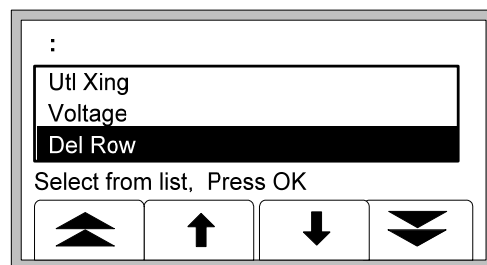 :
Utl Xing
Voltage
Del Row
Select from list, Press OK